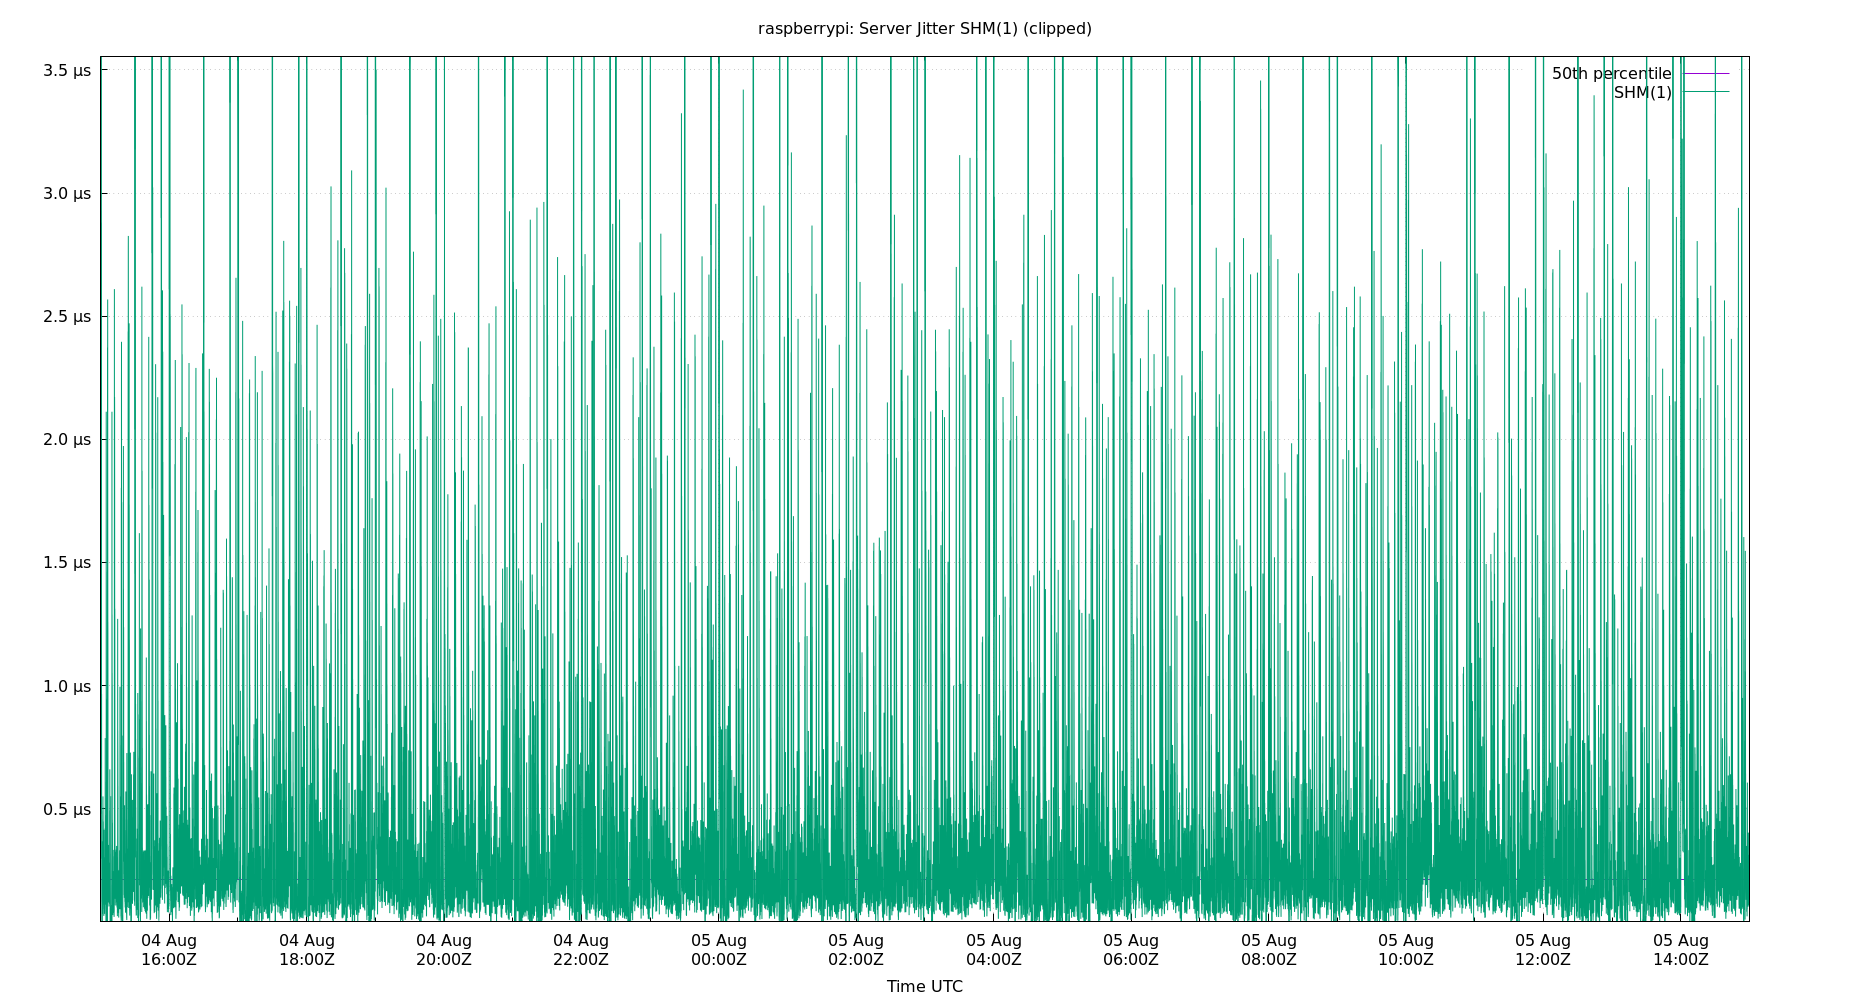 raspberrypi: Server Jitter SHM(1) (clipped)
3.5 µs
3.0 µs
2.5 µs
2.0 µs
1.5 µs
1.0 µs
0.5 µs
50th percentile
SHM(1)
04 Aug 04 Aug 04 Aug 04 Aug 05 Aug 05 Aug 05 Aug 05 Aug 05 Aug 05 Aug 05 Aug 05 Aug
16:00Z 18:00Z 20:00Z 22:00Z 00:00Z 02:00Z 04:00Z 06:00Z 08:00Z 10:00Z 12:00Z 14:00Z
Time UTC